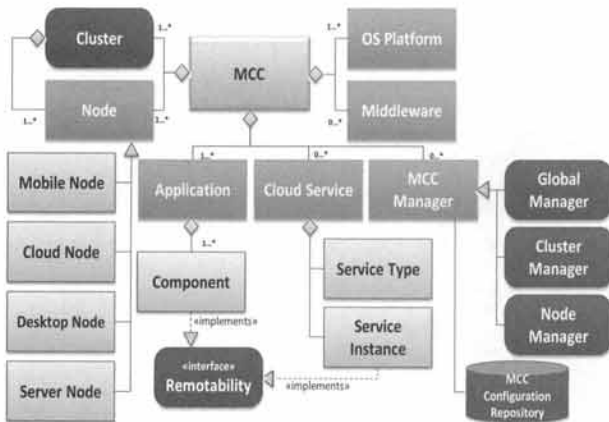 Cluster
1..*
MCC
1..*
OS Platform
Node
1..*
1..*
0..*
Middleware
Mobile Node
Cloud Node
Desktop Node
Server Node
1..*
0..*
0..*
Application
Cloud Service
MCC
Manager
Global
Manager
Cluster
Manager
Node
Manager
1..*
Component
Service Type
Service
Instance
«implements»
«interface»
Remotability
«implements»
MCC
Configuration
Repository